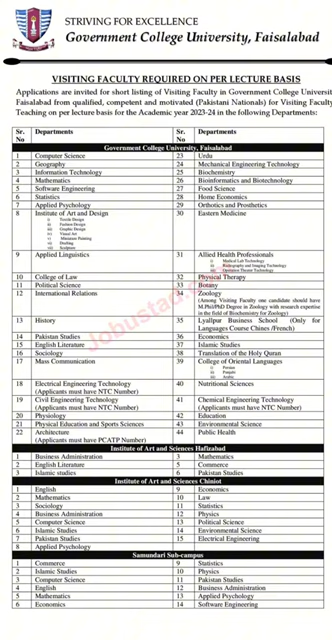 STRIVING FOR EXCELLENCE
Government College University, Faisalabad
VISITING FACULTY REQUIRED ON PER LECTURE BASIS
Applications are invited for short listing of Visiting Faculty in Government College Universit
Faisalabad from qualified, competent and motivated (Pakistani Nationals) for Visiting Faculty
Teaching on per lecture basis for the Academic year 2023-24 in the following Departments:
Sr. No Departments Sr. No Departments
Government College University, Faisalabad
1 Computer Science 23 Urdu
2 Geography 24 Mechanical Engineering Technology
3 Information Technology 25 Biochemistry
4 Mathematics 26 Bioinformatics and Biotechnology
5 Software Engineering 27 Food Science
6 Statistics 28 Home Economics
7 Applied Psychology 29 Orthotics and Prosthetics
8 Institute of Art and Design 30 Eastern Medicine
i) Textile Design
ii) Fashion Design
iii) Graphic Design
iv) Visual Art
v) Miniature Painting
vi) Drafting
vii) Sculpture
9 Applied Linguistics 31 Allied Health Professionals
i) Medical Lab Technology
ii) Radiography and Imaging Technology
iii) Operation Theater Technology
10 College of Law 32 Physical Therapy
11 Political Science 33 Botany
12 International Relations 34 Zoology
(Among Visiting Faculty one candidate should have
M.Phil/PhD Degree in Zoology with research expertise
in the field of Biochemistry for Zoology)
13 History 35 Lyallpur Business School (Only for
Languages Course Chines /French)
14 Pakistan Studies 36 Economics
15 English Literature 37 Islamic Studies
16 Sociology 38 Translation of the Holy Quran
17 Mass Communication 39 College of Oriental Languages
i) Persian
ii) Punjabi
iii) Arabic
18 Electrical Engineering Technology 40 Nutritional Sciences
(Applicants must have NTC Number)
19 Civil Engineering Technology 41 Chemical Engineering Technology
(Applicants must have NTC Number) (Applicants must have NTC Number)
20 Physiology 42 Education
21 Physical Education and Sports Sciences 43 Environmental Science
22 Architecture 44 Public Health
(Applicants must have PCATP Number)
Institute of Art and Sciences Hafizabad
1 Business Administration 3 Mathematics
2 English Literature 5 Commerce
3 Islamic studies 6 Pakistan Studies
Institute of Art and Sciences Chiniot
1 English 9 Economics
2 Mathematics 10 Law
3 Sociology 11 Statistics
4 Business Administration 12 Physics
5 Computer Science 13 Political Science
6 Islamic Studies 14 Environmental Science
7 Pakistan Studies 15 Electrical Engineering
8 Applied Psychology
Samundari Sub-campus
1 Commerce 9 Statistics
2 Islamic Studies 10 Physics
3 Computer Science 11 Pakistan Studies
4 English 12 Business Administration
5 Mathematics 13 Applied Psychology
6 Economics 14 Software Engineering